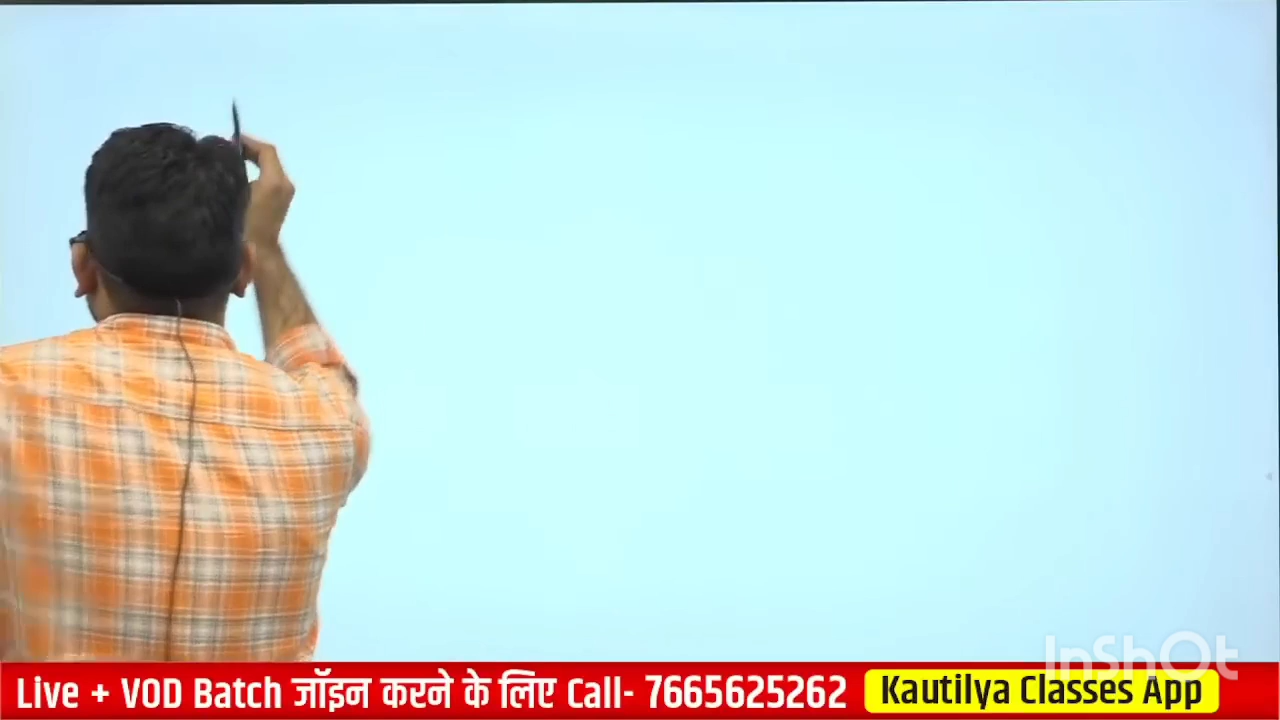 InShOt
Live + VOD Batch जॉइन करने के लिए Call- 7665625262 Kautilya Classes App